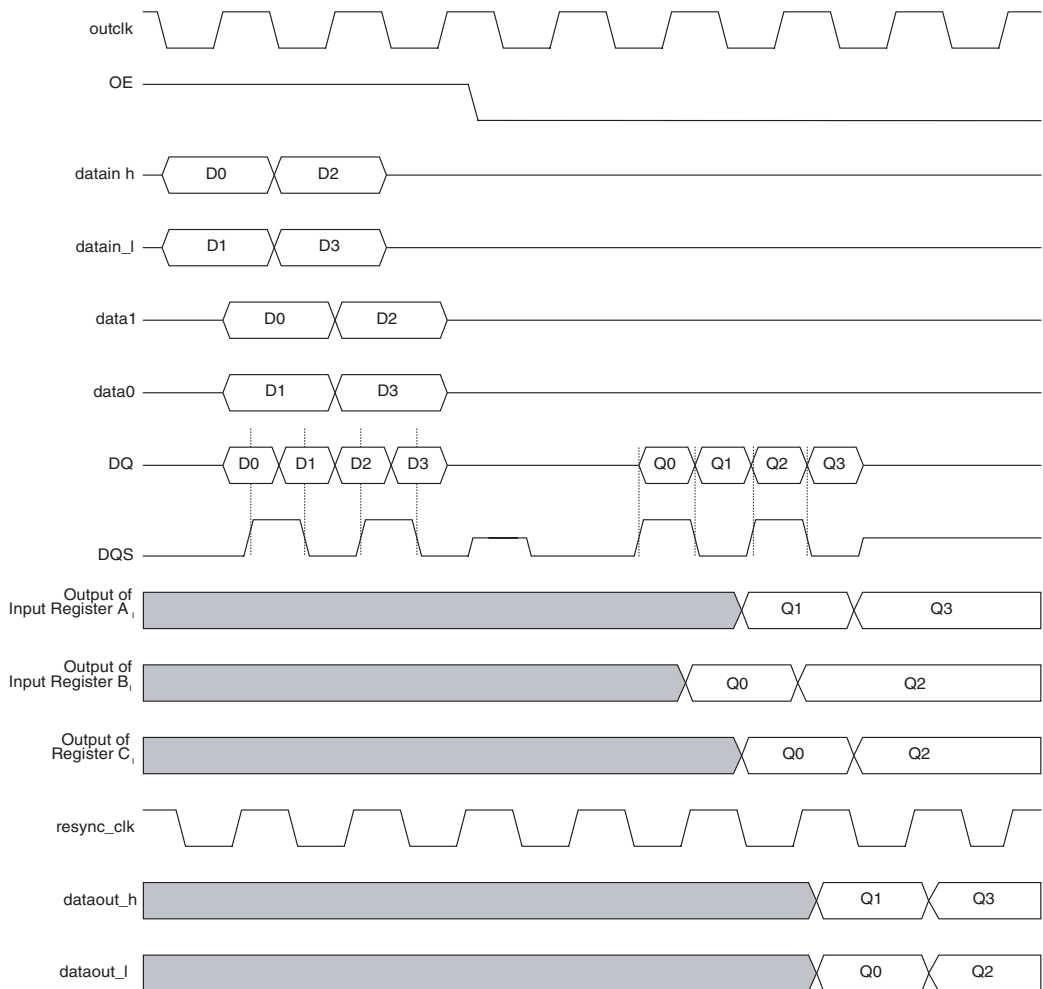 outclk
OE
datain h
D0 D2
datain_l
D1 D3
data1
D0 D2
data0
D1 D3
DQ
D0 D1 D2 D3 Q0 Q1 Q2 Q3
DQS
Output of
Input Register A I
Q1 Q3
Output of
Input Register B I
Q0 Q2
Output of
Register C I
Q0 Q2
resync_clk
dataout_h
Q1 Q3
dataout_l
Q0 Q2